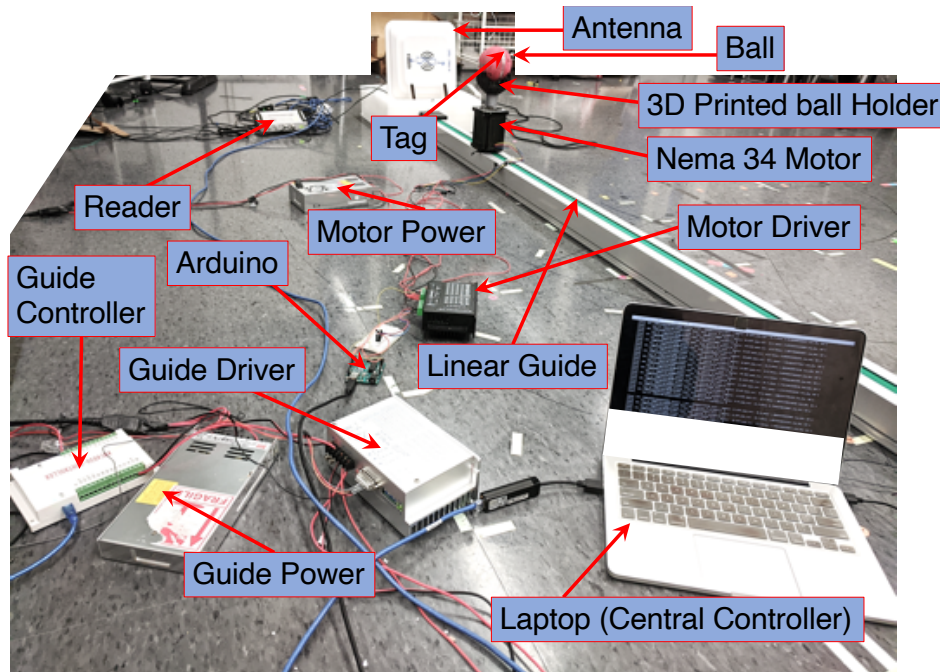 Antenna
Ball
3D Printed ball Holder
Tag
Nema 34 Motor
Reader
Motor Power
Motor Driver
Arduino
Guide
Controller
Guide Driver
Linear Guide
FRAGILE
Guide Power
Laptop (Central Controller)